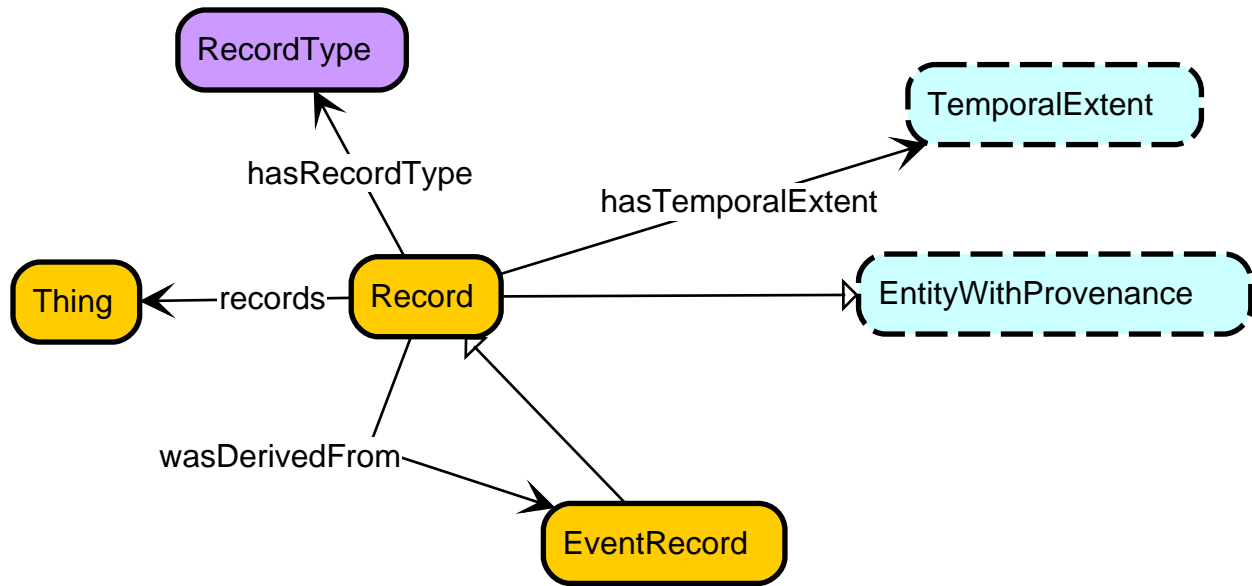 RecordType
TemporalExtent
hasRecordType
hasTemporalExtent
Thing
records
Record
EntityWithProvenance
wasDerivedFrom
EventRecord